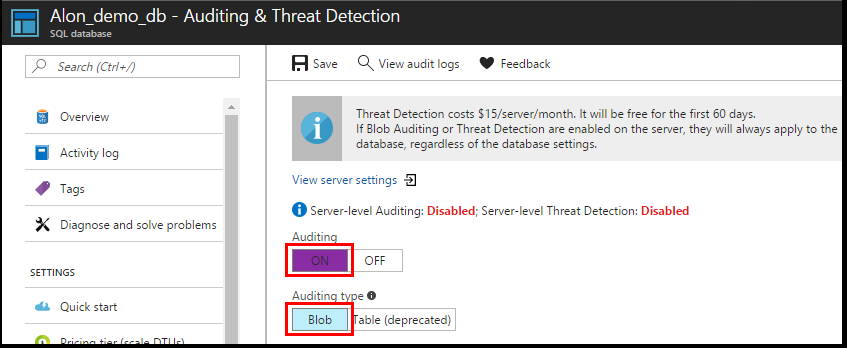 Alon_demo_db - Auditing & Threat Detection
SQL database
Search (Ctrl+/)
Overview
Activity log
Tags
Diagnose and solve problems
SETTINGS
Quick start
Pricing tier (scale DTUs)
Save
View audit logs
Feedback
Threat Detection costs $15/server/month. It will be free for the first 60 days.
If Blob Auditing or Threat Detection are enabled on the server, they will always apply to the
database, regardless of the database settings.
View server settings
Server-level Auditing: Disabled; Server-level Threat Detection: Disabled
Auditing
ON OFF
Auditing type
Blob Table (deprecated)